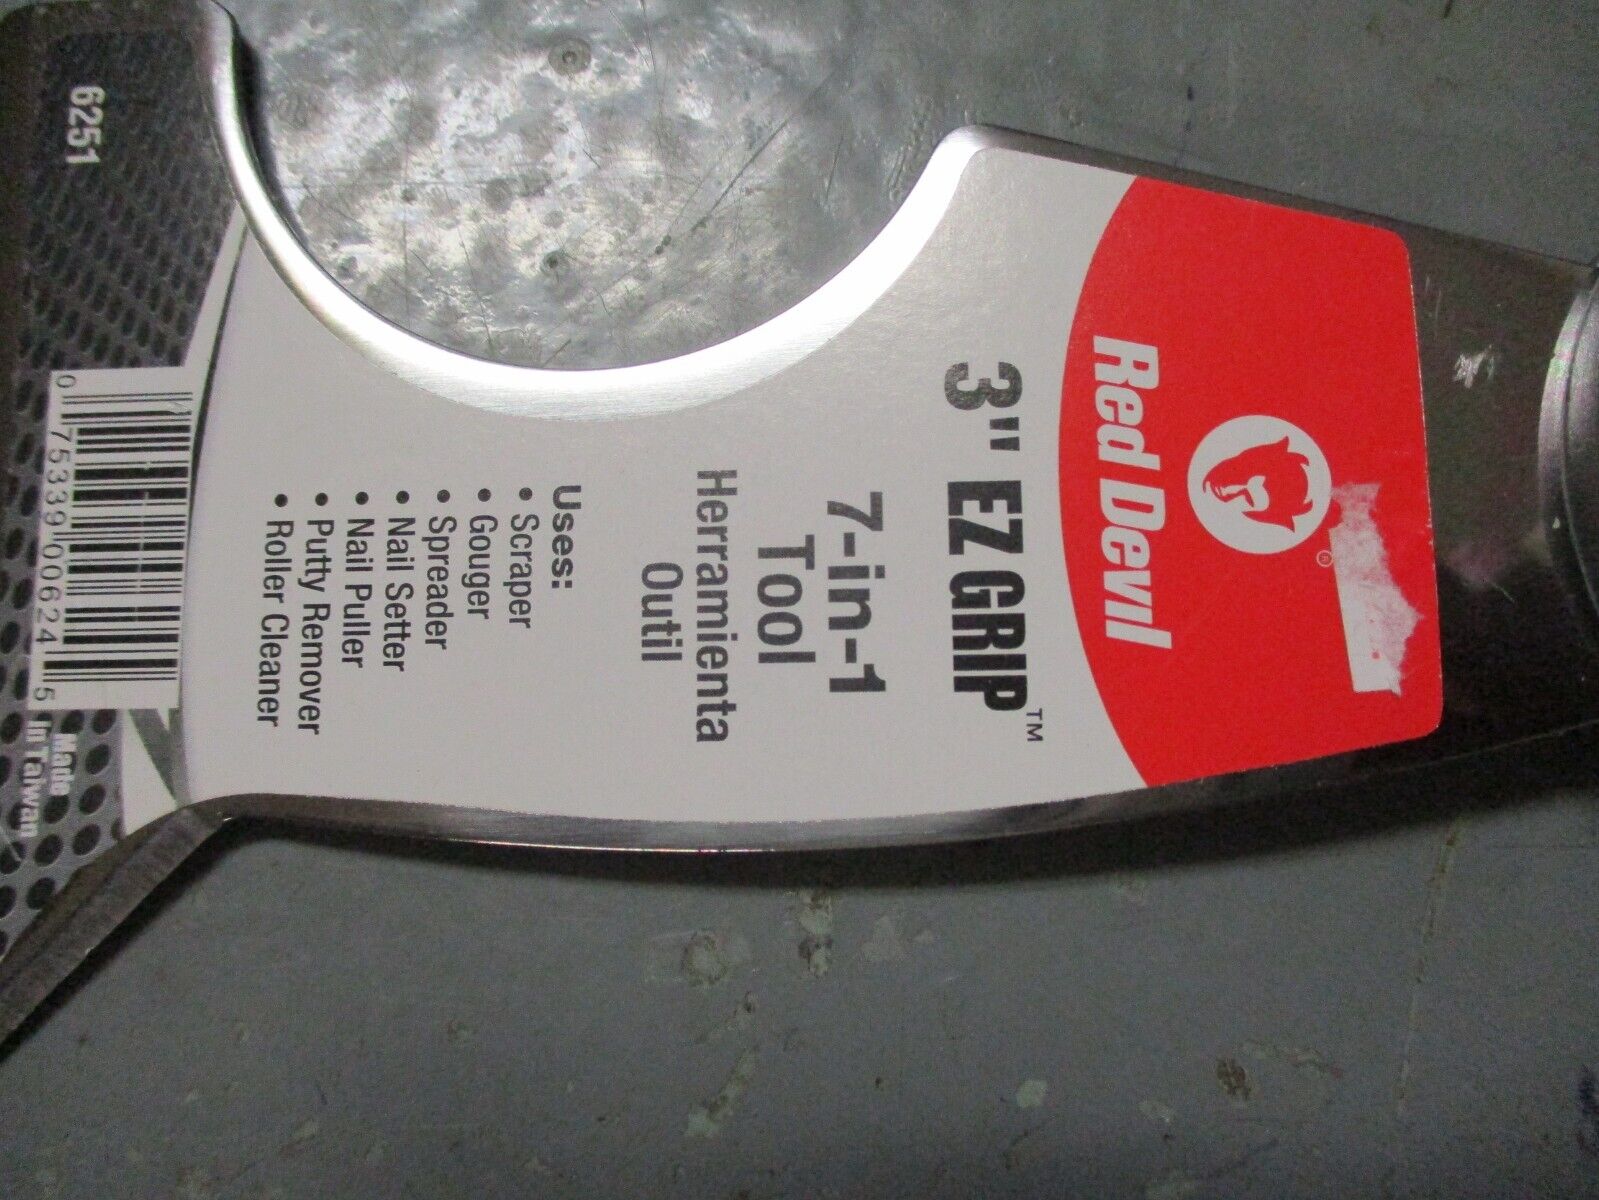 Red Devil
®
3" EZ GRIP™
7-in-1
Tool
Herramienta
Outil
Uses:
• Scraper
• Gouger
• Spreader
• Nail Setter
• Nail Puller
• Putty Remover
• Roller Cleaner
6251
0 75339 00624 5
Made
In Taiwan